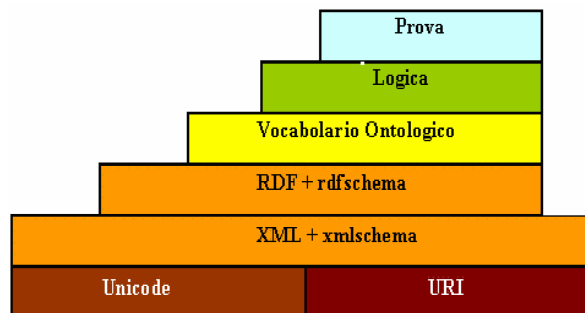 Prova
Logica
Vocabolario Ontologico
RDF + rdfschema
XML + xmlschema
Unicode
URI